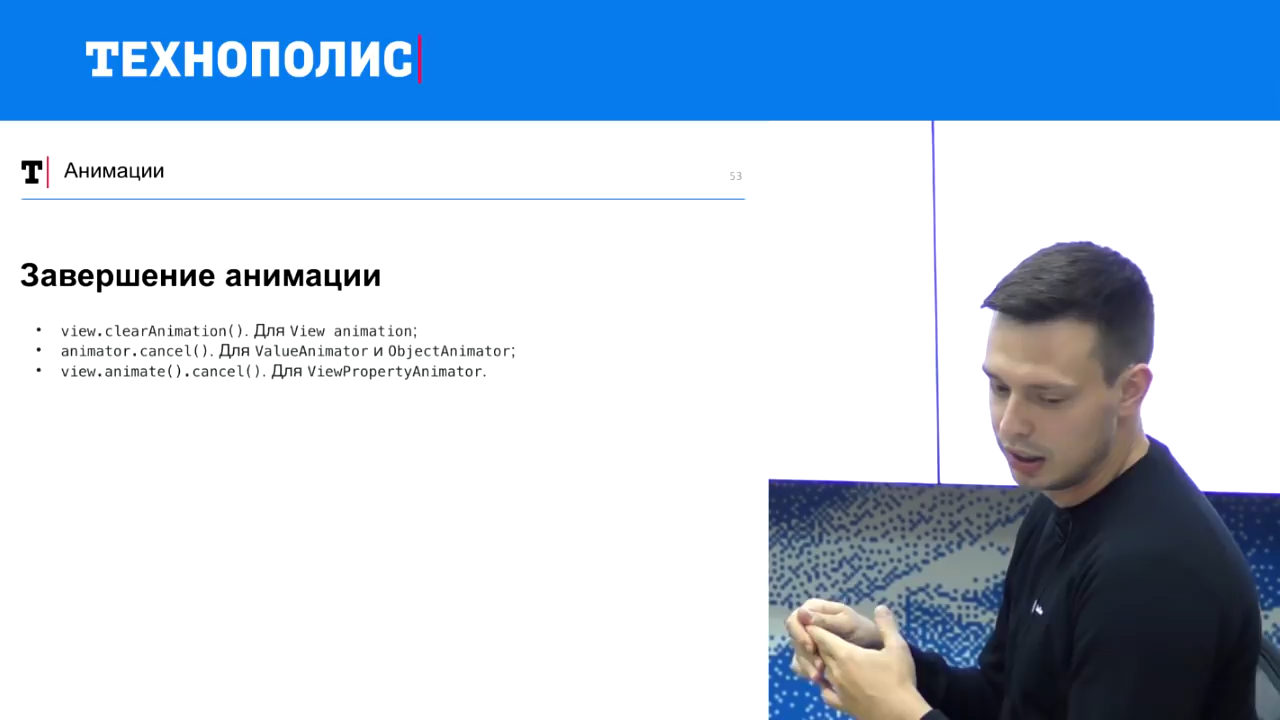 ТЕХНОПОЛИС
Т Анимации
53
Завершение анимации
• view.clearAnimation(). Для View animation;
• animator.cancel(). Для ValueAnimator и ObjectAnimator;
• view.animate().cancel(). Для ViewPropertyAnimator.